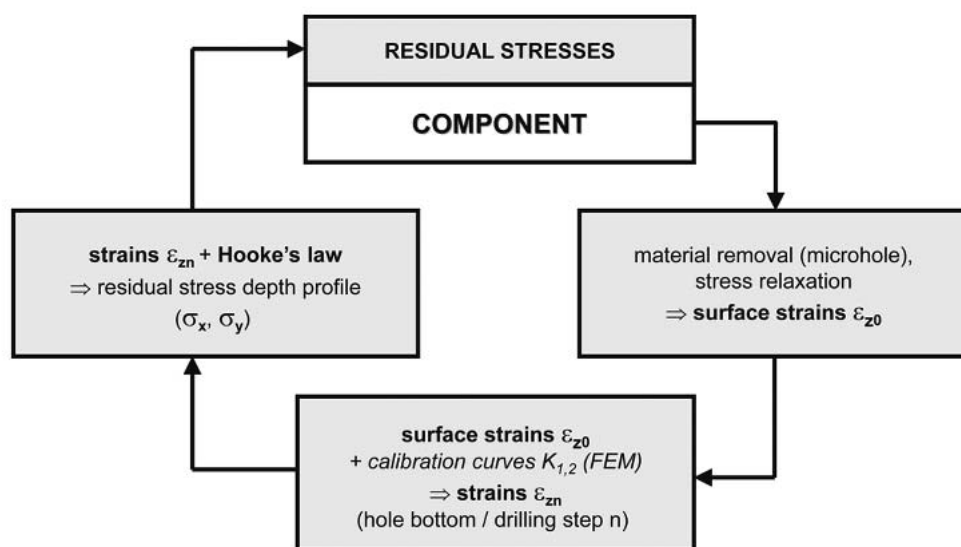 RESIDUAL STRESSES
COMPONENT
strains εzn + Hooke's law
⇒ residual stress depth profile
(σx, σy)
material removal (microhole),
stress relaxation
⇒ surface strains εz0
surface strains εz0
+ calibration curves K1,2 (FEM)
⇒ strains εzn
(hole bottom / drilling step n)